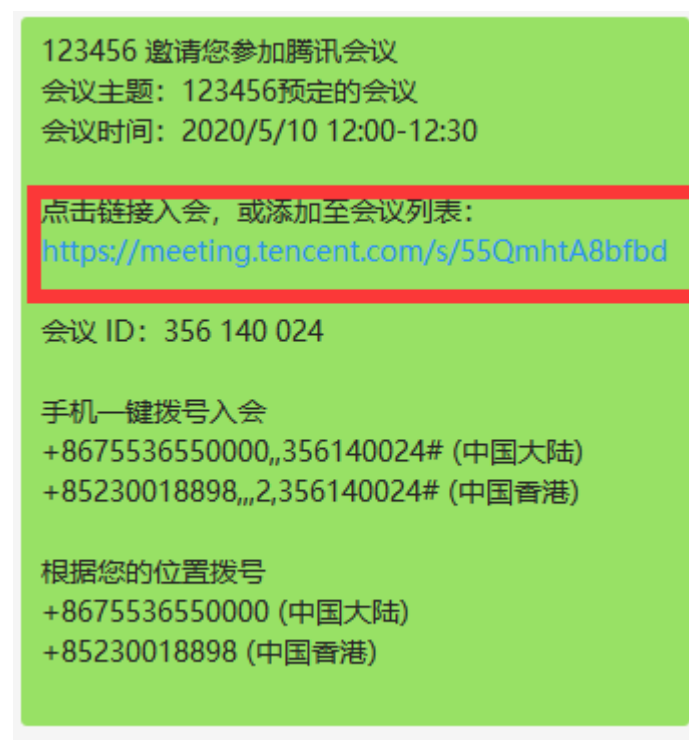 123456 邀请您参加腾讯会议
会议主题：123456预定的会议
会议时间：2020/5/10 12:00-12:30
点击链接入会，或添加至会议列表：
https://meeting.tencent.com/s/55QmhtA8bfbd
会议 ID：356 140 024
手机一键拨号入会
+8675536550000,,356140024# (中国大陆)
+85230018898,,,2,356140024# (中国香港)
根据您的位置拨号
+8675536550000 (中国大陆)
+85230018898 (中国香港)